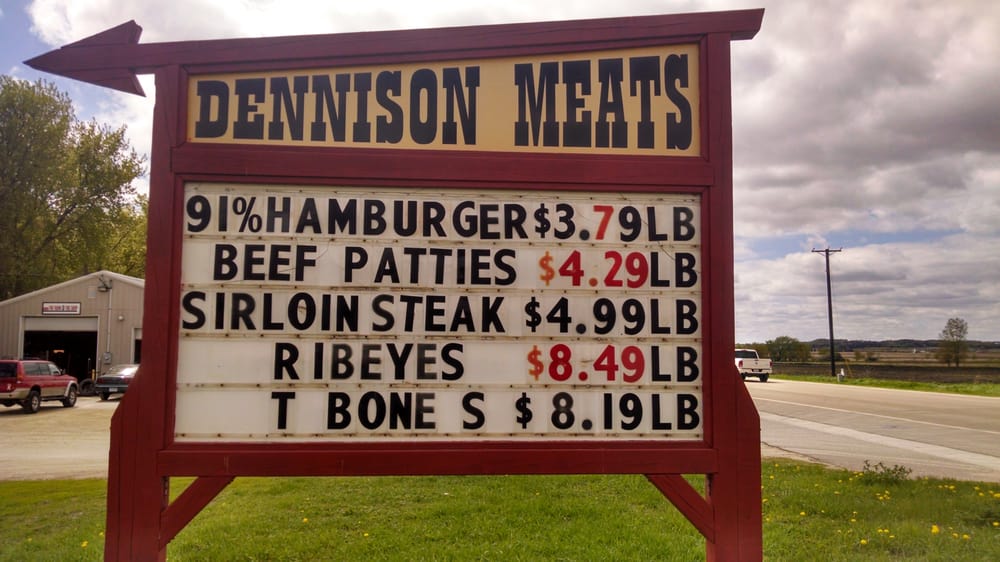 DENNISON MEATS
91%HAMBURGER$3.79LB
BEEF PATTIES $4.29LB
SIRLOIN STEAK $4.99LB
RIBEYES $8.49LB
T BONE S $8.19LB